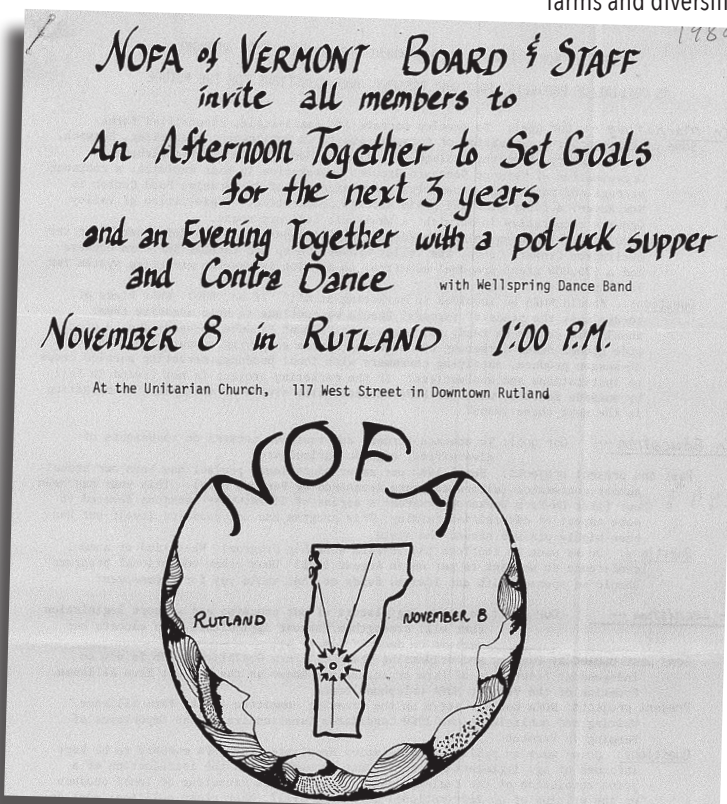 farms and
NOFA of VERMONT BOARD & STAFF
invite all members to
An Afternoon Together to Set Goals
for the next 3 years
and an Evening Together with a pot-luck supper
and Contra Dance with Wellspring Dance Band
NOVEMBER 8 in RUTLAND 1:00 P.M.
At the Unitarian Church, 117 West Street in Downtown Rutland
NOFA
RUTLAND
NOVEMBER 8